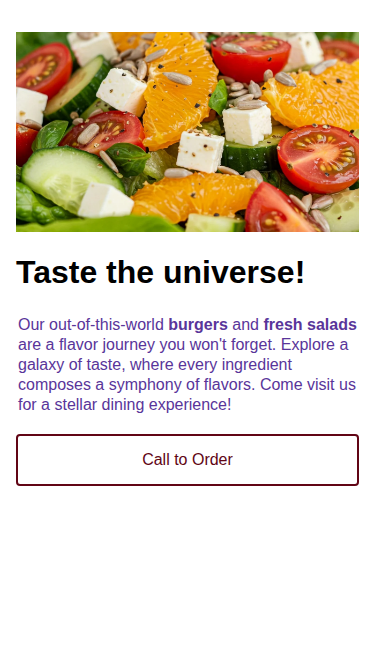 Taste the universe!
Our out-of-this-world burgers and fresh salads
are a flavor journey you won't forget. Explore a
galaxy of taste, where every ingredient
composes a symphony of flavors. Come visit us
for a stellar dining experience!
Call to Order